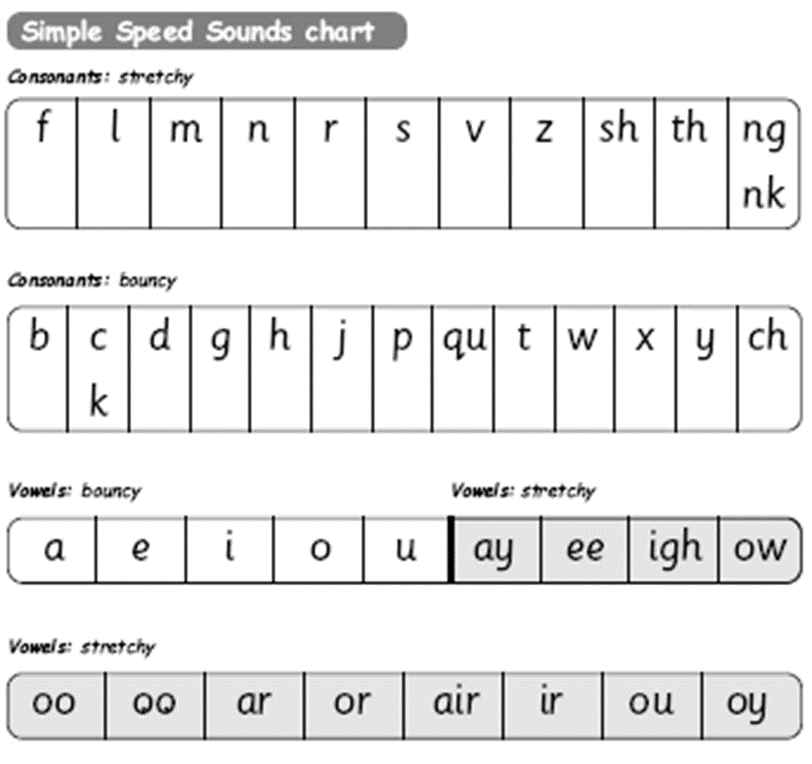 Simple Speed Sounds chart
Consonants: stretchy
f l m n r s v z sh th ng
nk
Consonants: bouncy
b c d g h j p qu t w x y ch
k
Vowels: bouncy Vowels: stretchy
a e i o u ay ee igh ow
Vowels: stretchy
oo oo ar or air ir ou oy